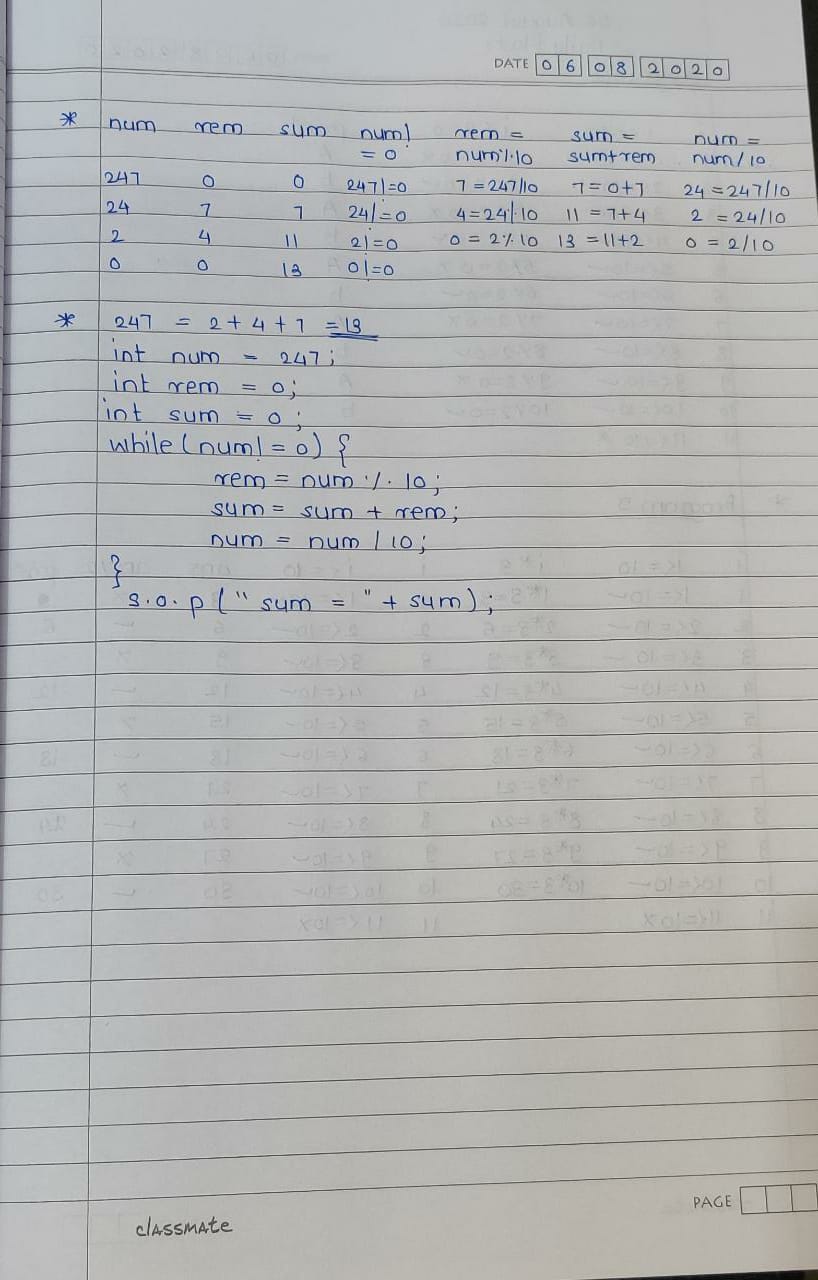 DATE 06 08 2020
* num rem sum num! rem = sum = num =
= 0 num%10 sum+rem num/10
247 0 0 247!=0 7=247/10 7=0+7 24=247/10
24 7 7 24!=0 4=24%10 11=7+4 2=24/10
2 4 11 2!=0 0=2%10 13=11+2 0=2/10
0 0 13 0!=0
* 247 = 2+4+7 =13
int num = 247;
int rem = 0;
int sum = 0;
while(num!=0) {
rem = num % 10;
sum = sum + rem;
num = num / 10;
}
s.o.p (" sum = " + sum);
PAGE
classmate